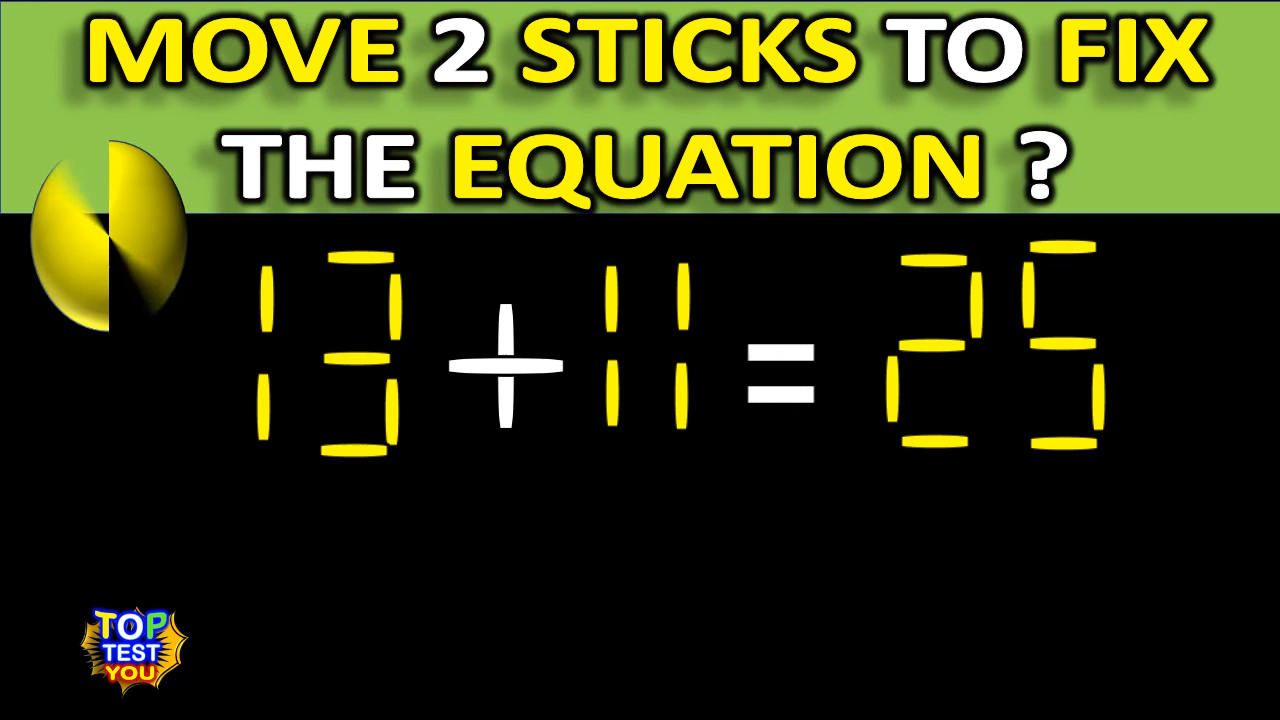 MOVE 2 STICKS TO FIX
THE EQUATION ?
13 + 11 = 25
TOP
TEST
YOU